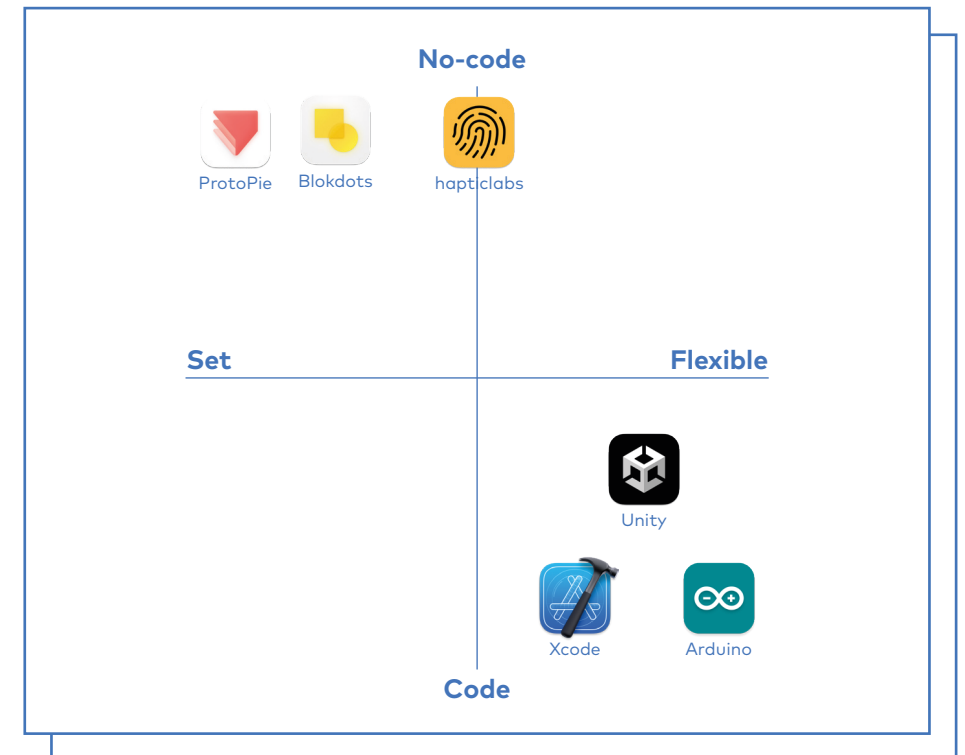 No-code
ProtoPie
Blokdots
hapticlabs
Set
Flexible
Unity
Xcode
Arduino
Code